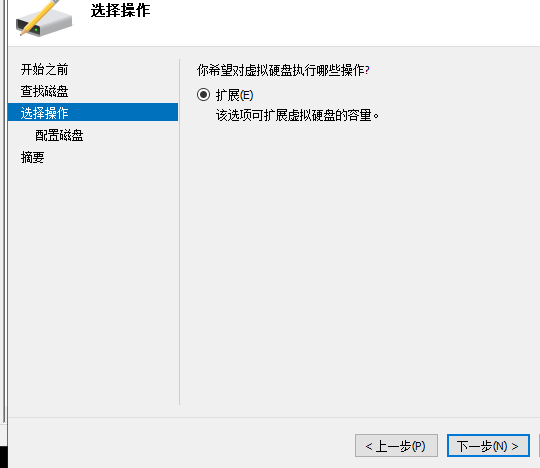 选择操作
开始之前
查找磁盘
选择操作
配置磁盘
摘要
你希望对虚拟硬盘执行哪些操作?
扩展(E)
该选项可扩展虚拟硬盘的容量。
< 上一步(P)
下一步(N) >